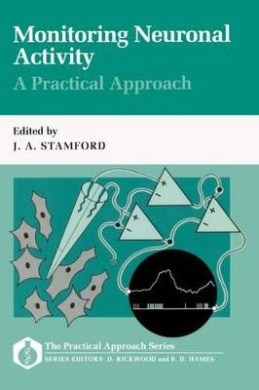 Monitoring Neuronal
Activity
A Practical Approach
Edited by
J. A. STAMFORD
+
−
+
−
+
−
The Practical Approach Series
SERIES EDITORS: D. RICKWOOD and B. D. HAMES